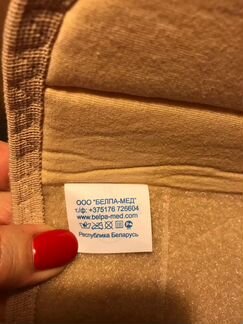 ООО "БЕЛПА-МЕД"
т/ф: +375176 726604
www.belpa-med.com
Республика Беларусь